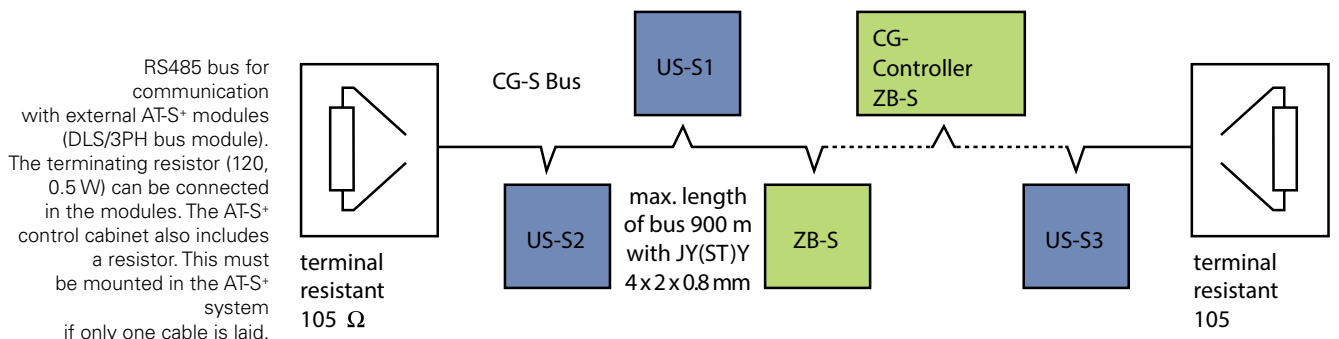 RS485 bus for
communication
with external AT-S⁺ modules
(DLS/3PH bus module).
The terminating resistor (120,
0.5 W) can be connected
in the modules. The AT-S⁺
control cabinet also includes
a resistor. This must
be mounted in the AT-S⁺
system
if only one cable is laid.
terminal
resistant
105 Ω
CG-S Bus
US-S1
US-S2
max. length
of bus 900 m
with JY(ST)Y
4 x 2 x 0.8 mm
ZB-S
CG-
Controller
ZB-S
US-S3
terminal
resistant
105